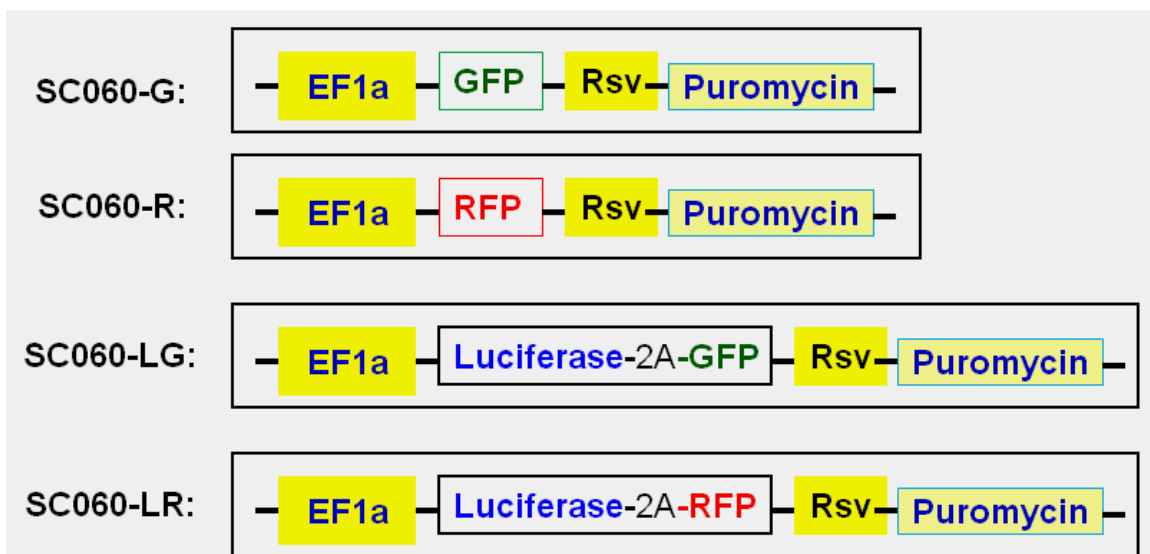 SC060-G: EF1a GFP Rsv Puromycin
SC060-R: EF1a RFP Rsv Puromycin
SC060-LG: EF1a Luciferase-2A-GFP Rsv Puromycin
SC060-LR: EF1a Luciferase-2A-RFP Rsv Puromycin